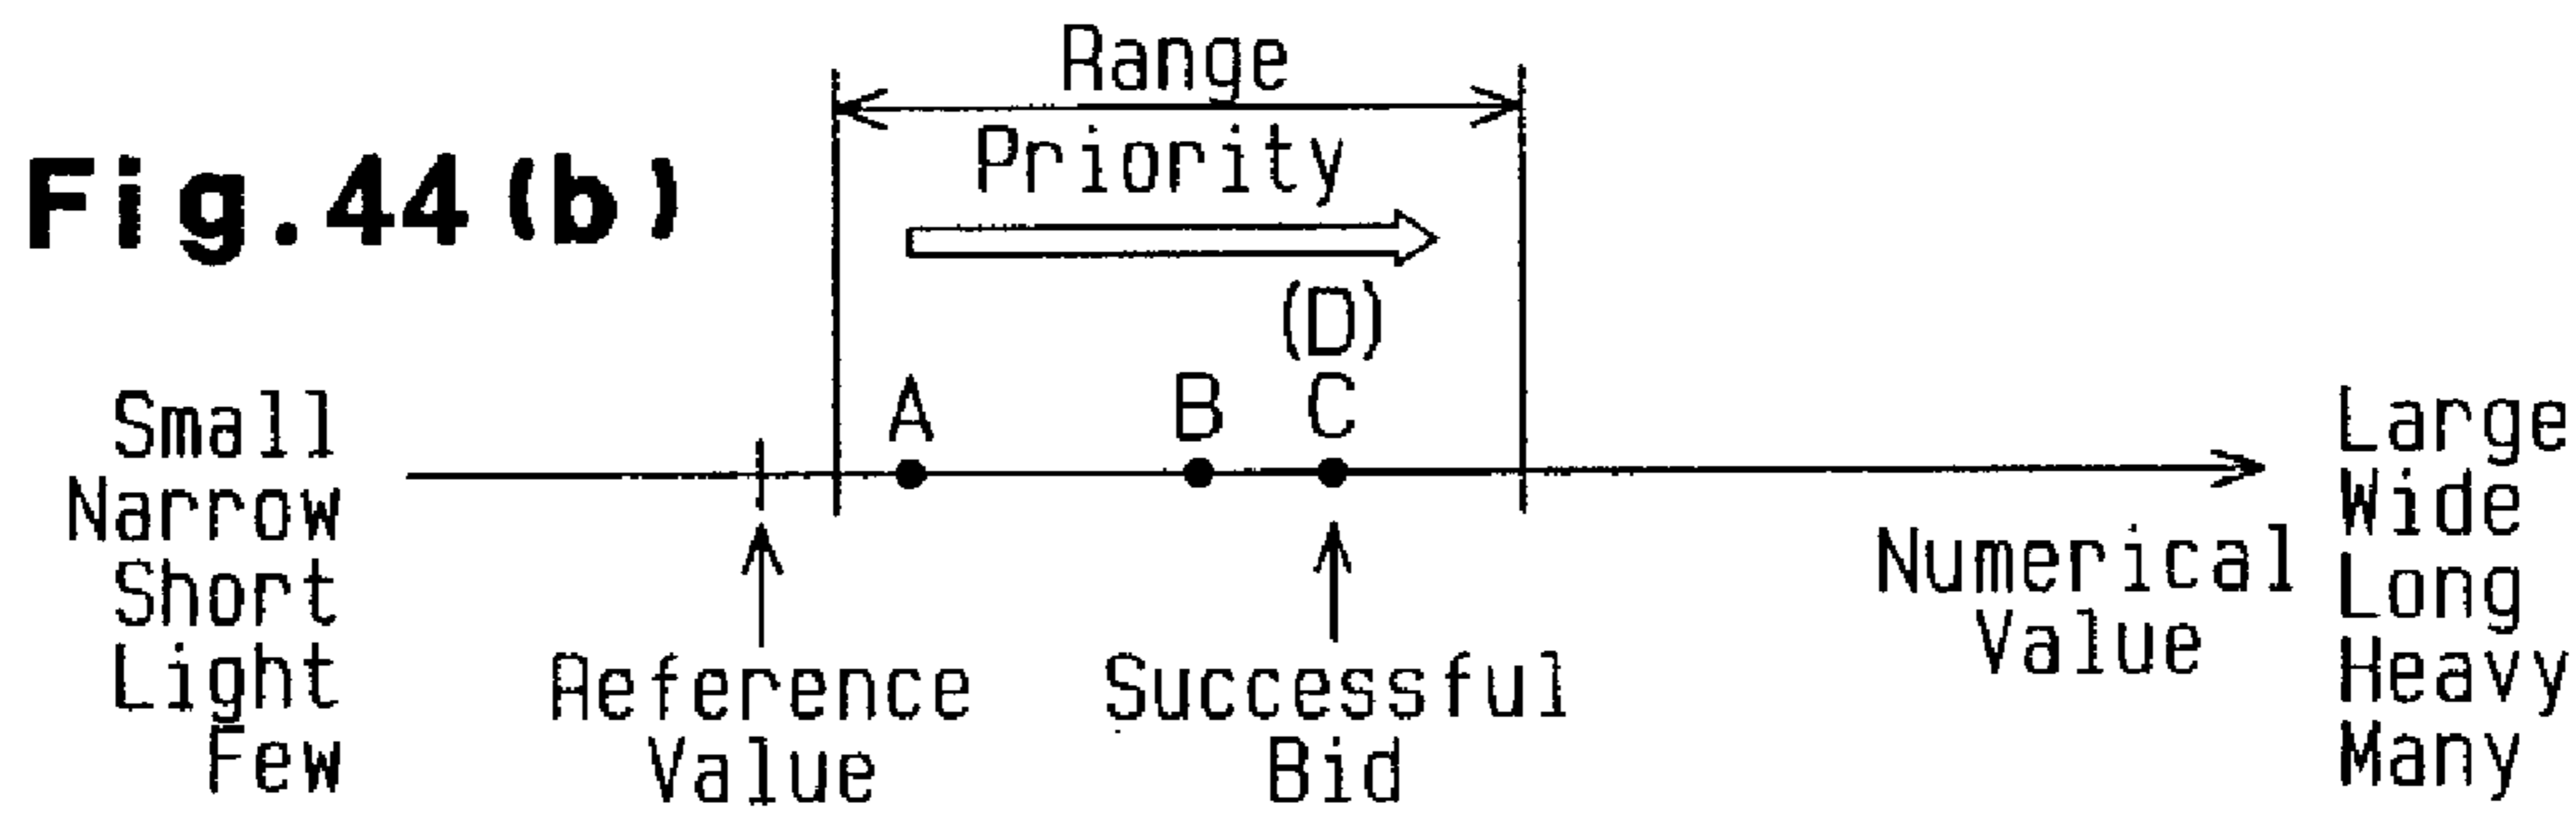 Range
Priority
Fig.44(b)
(D)
A B C
Small
Narrow
Short
Light
Few
Reference
Value
Successful
Bid
Numerical
Value
Large
Wide
Long
Heavy
Many